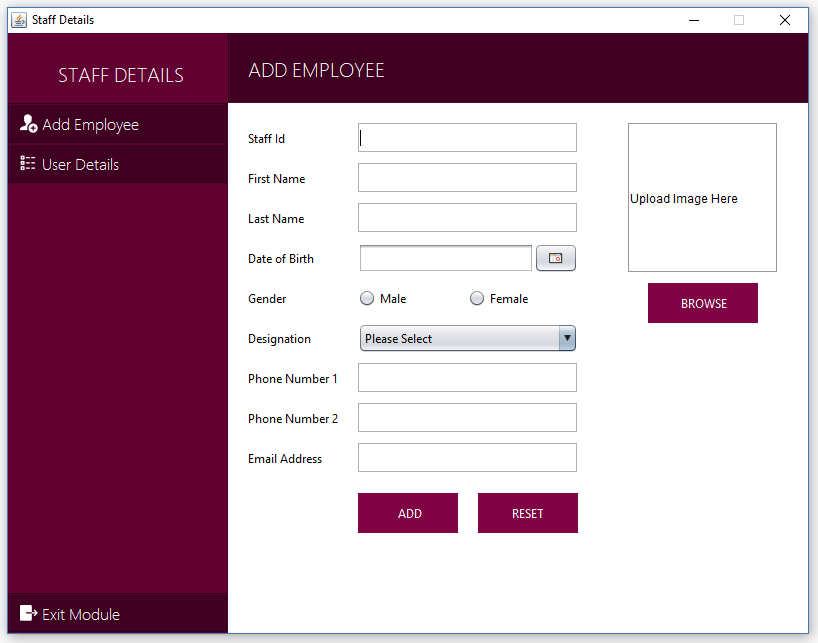 Staff Details
STAFF DETAILS
ADD EMPLOYEE
Add Employee
User Details
Exit Module
Staff Id
First Name
Last Name
Date of Birth
Gender
Male
Female
Designation
Please Select
Phone Number 1
Phone Number 2
Email Address
ADD
RESET
Upload Image Here
BROWSE